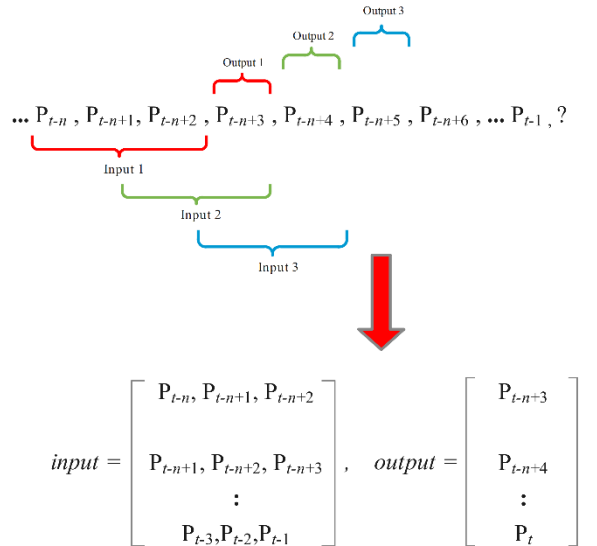 Output 3
Output 2
Output 1
... P_{t-n} , P_{t-n+1}, P_{t-n+2} , P_{t-n+3} , P_{t-n+4} , P_{t-n+5} , P_{t-n+6} , ... P_{t-1} , ?
Input 1
Input 2
Input 3
P_{t-n}, P_{t-n+1}, P_{t-n+2}
P_{t-n+3}
input = P_{t-n+1}, P_{t-n+2}, P_{t-n+3} , output = P_{t-n+4}
: :
P_{t-3},P_{t-2},P_{t-1} P_t